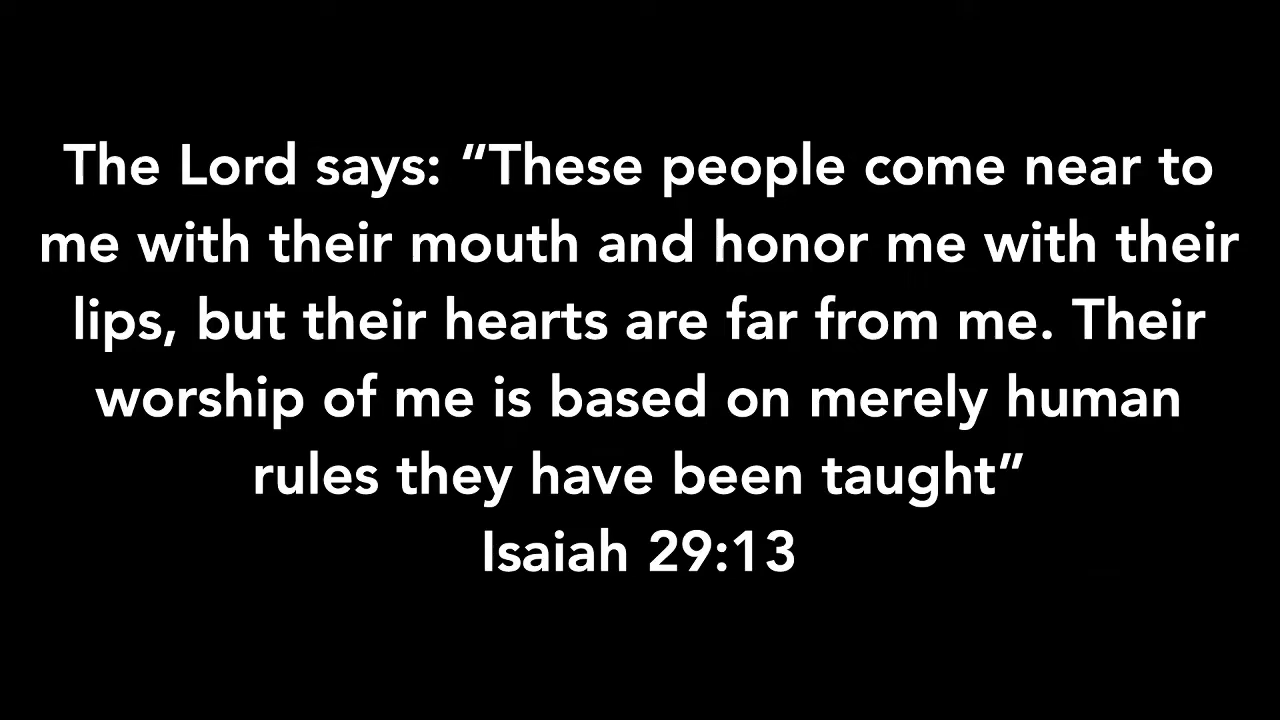 The Lord says: “These people come near to
me with their mouth and honor me with their
lips, but their hearts are far from me. Their
worship of me is based on merely human
rules they have been taught”
Isaiah 29:13